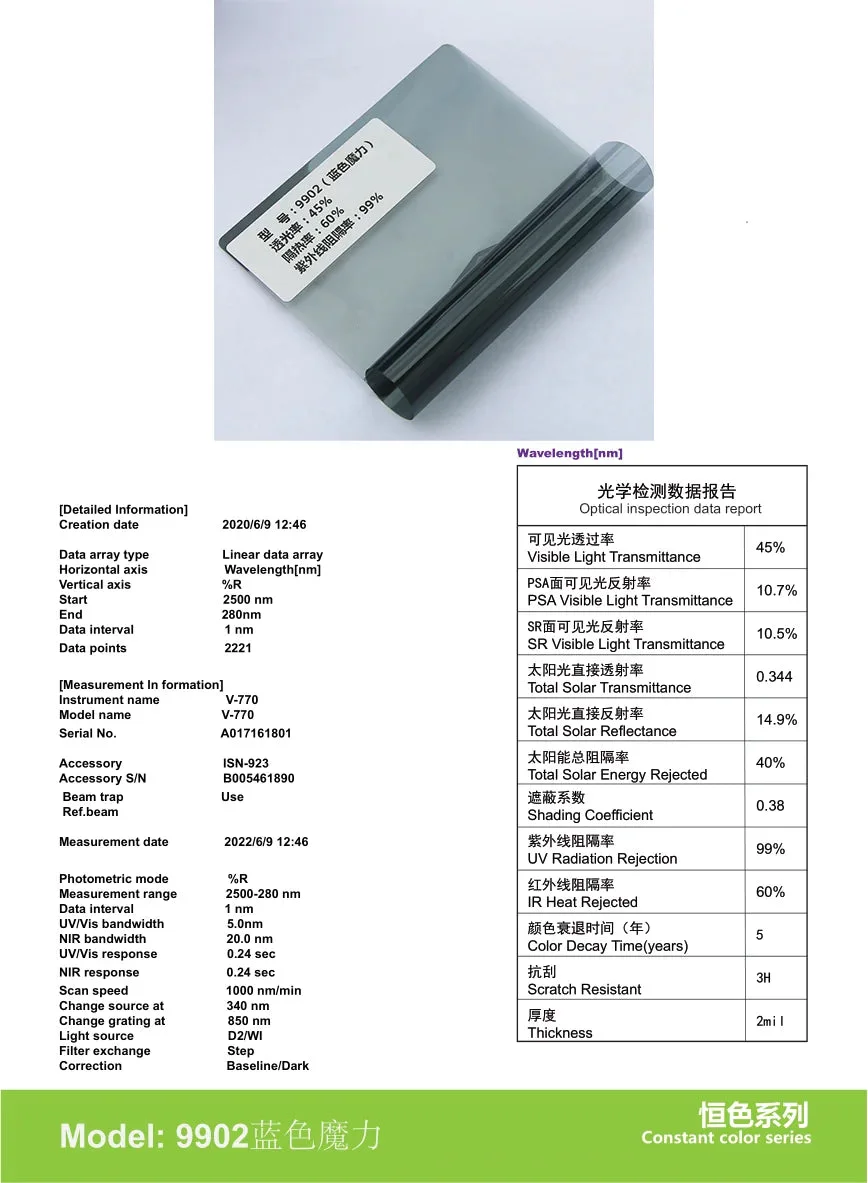 型 号：9902（蓝色魔力）
透光率：45%
隔热率：60%
紫外线阻隔率：99%
Wavelength[nm]
[Detailed Information]
Creation date 2020/6/9 12:46
Data array type Linear data array
Horizontal axis Wavelength[nm]
Vertical axis %R
Start 2500 nm
End 280nm
Data interval 1 nm
Data points 2221
[Measurement In formation]
Instrument name V-770
Model name V-770
Serial No. A017161801
Accessory ISN-923
Accessory S/N B005461890
Beam trap Use
Ref.beam
Measurement date 2022/6/9 12:46
Photometric mode %R
Measurement range 2500-280 nm
Data interval 1 nm
UV/Vis bandwidth 5.0nm
NIR bandwidth 20.0 nm
UV/Vis response 0.24 sec
NIR response 0.24 sec
Scan speed 1000 nm/min
Change source at 340 nm
Change grating at 850 nm
Light source D2/WI
Filter exchange Step
Correction Baseline/Dark
光学检测数据报告
Optical inspection data report
可见光透过率
Visible Light Transmittance 45%
PSA面可见光反射率
PSA Visible Light Transmittance 10.7%
SR面可见光反射率
SR Visible Light Transmittance 10.5%
太阳光直接透射率
Total Solar Transmittance 0.344
太阳光直接反射率
Total Solar Reflectance 14.9%
太阳能总阻隔率
Total Solar Energy Rejected 40%
遮蔽系数
Shading Coefficient 0.38
紫外线阻隔率
UV Radiation Rejection 99%
红外线阻隔率
IR Heat Rejected 60%
颜色衰退时间（年）
Color Decay Time(years) 5
抗刮
Scratch Resistant 3H
厚度
Thickness 2mil
Model: 9902蓝色魔力
恒色系列
Constant color series